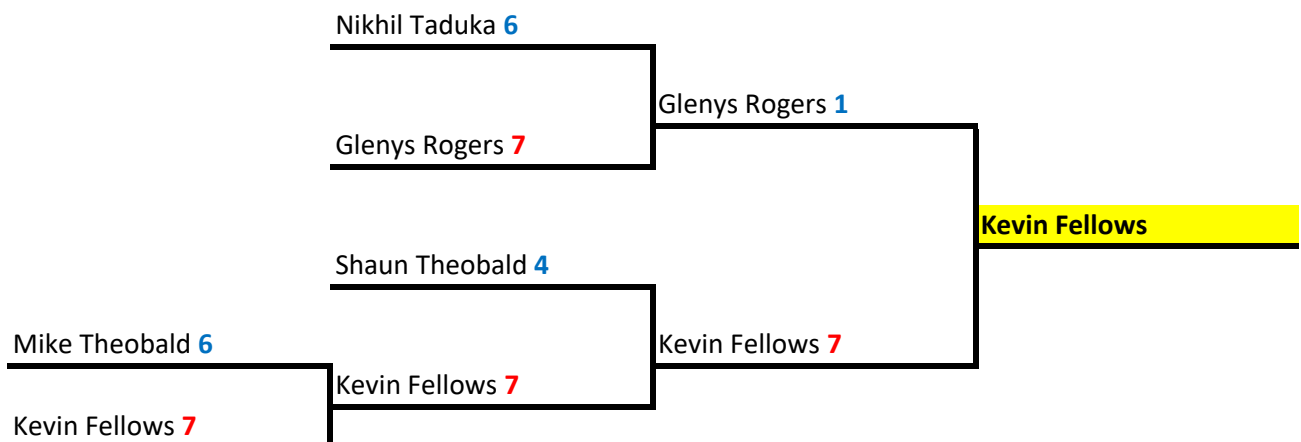 Nikhil Taduka 6
Glenys Rogers 1
Glenys Rogers 7
Kevin Fellows
Shaun Theobald 4
Mike Theobald 6
Kevin Fellows 7
Kevin Fellows 7
Kevin Fellows 7